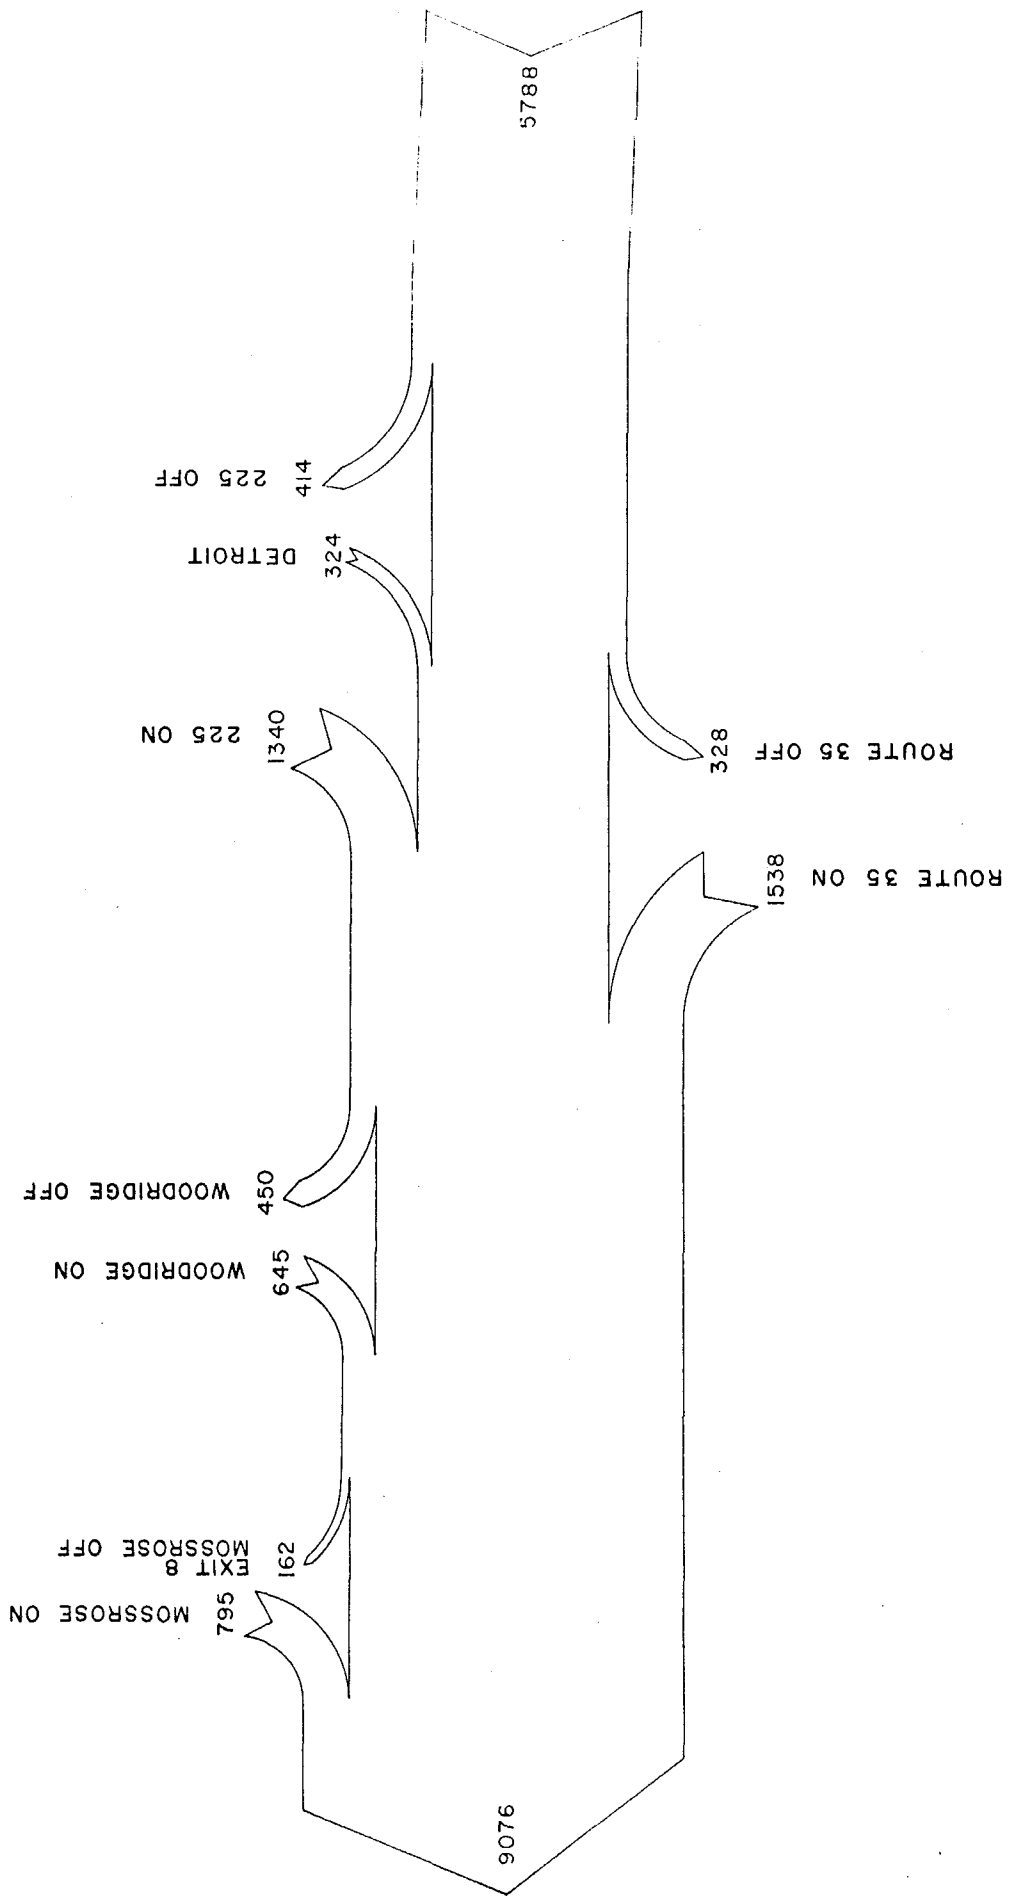 5788
225 OFF
414
DETROIT
324
225 ON
1340
328
ROUTE 35 OFF
1538
ROUTE 35 ON
WOODRIDGE OFF
450
WOODRIDGE ON
645
EXIT 8
MOSSROSE OFF
162
MOSSROSE ON
795
9076